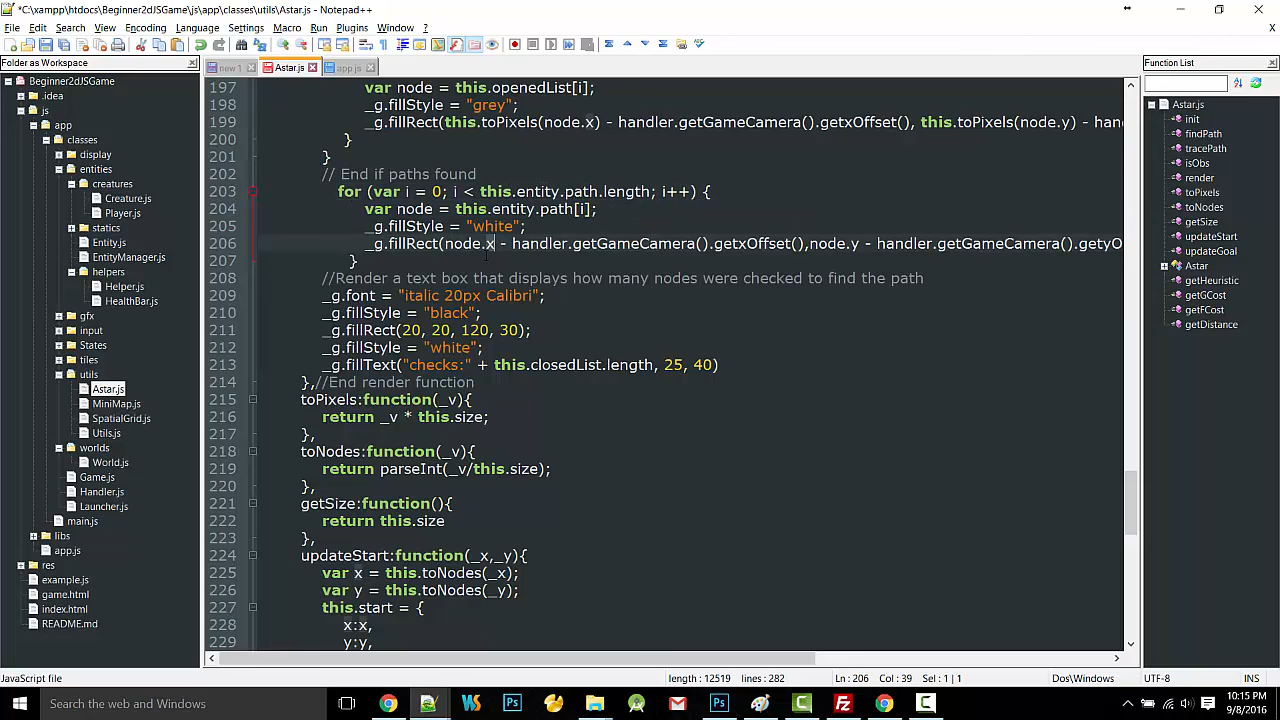 *C:\xampp\htdocs\Beginner2dJSGame\js\app\classes\utils\Astar.js - Notepad++
File Edit Search View Encoding Language Settings Macro Run Plugins Window ?
X
Folder as Workspace
Beginner2dJSGame
.idea
js
app
classes
display
entities
creatures
Creature.js
Player.js
statics
Entity.js
EntityManager.js
helpers
Helper.js
HealthBar.js
gfx
input
States
tiles
utils
Astar.js
MiniMap.js
SpatialGrid.js
Utils.js
worlds
World.js
Game.js
Handler.js
Launcher.js
main.js
libs
app.js
res
example.js
game.html
index.html
README.md
new 1
Astar.js
app.js
197 var node = this.openedList[i];
198 _g.fillStyle = "grey";
199 _g.fillRect(this.toPixels(node.x) - handler.getGameCamera().getxOffset(), this.toPixels(node.y) - han
200 }
201 }
202 // End if paths found
203 for (var i = 0; i < this.entity.path.length; i++) {
204 var node = this.entity.path[i];
205 _g.fillStyle = "white";
206 _g.fillRect(node.x - handler.getGameCamera().getxOffset(),node.y - handler.getGameCamera().getyO
207 }
208 //Render a text box that displays how many nodes were checked to find the path
209 _g.font = "italic 20px Calibri";
210 _g.fillStyle = "black";
211 _g.fillRect(20, 20, 120, 30);
212 _g.fillStyle = "white";
213 _g.fillText("checks:" + this.closedList.length, 25, 40)
214 },//End render function
215 toPixels:function(_v){
216 return _v * this.size;
217 },
218 toNodes:function(_v){
219 return parseInt(_v/this.size);
220 },
221 getSize:function(){
222 return this.size
223 },
224 updateStart:function(_x,_y){
225 var x = this.toNodes(_x);
226 var y = this.toNodes(_y);
227 this.start = {
228 x:x,
229 y:y,
Function List
Astar.js
init
findPath
tracePath
isObs
render
toPixels
toNodes
getSize
updateStart
updateGoal
Astar
getHeuristic
getGCost
getFCost
getDistance
JavaScript file
length : 12519 lines : 282
Ln : 206 Col : 39 Sel : 1 | 1
Dos\Windows
UTF-8
INS
Search the web and Windows
10:15 PM
9/8/2016